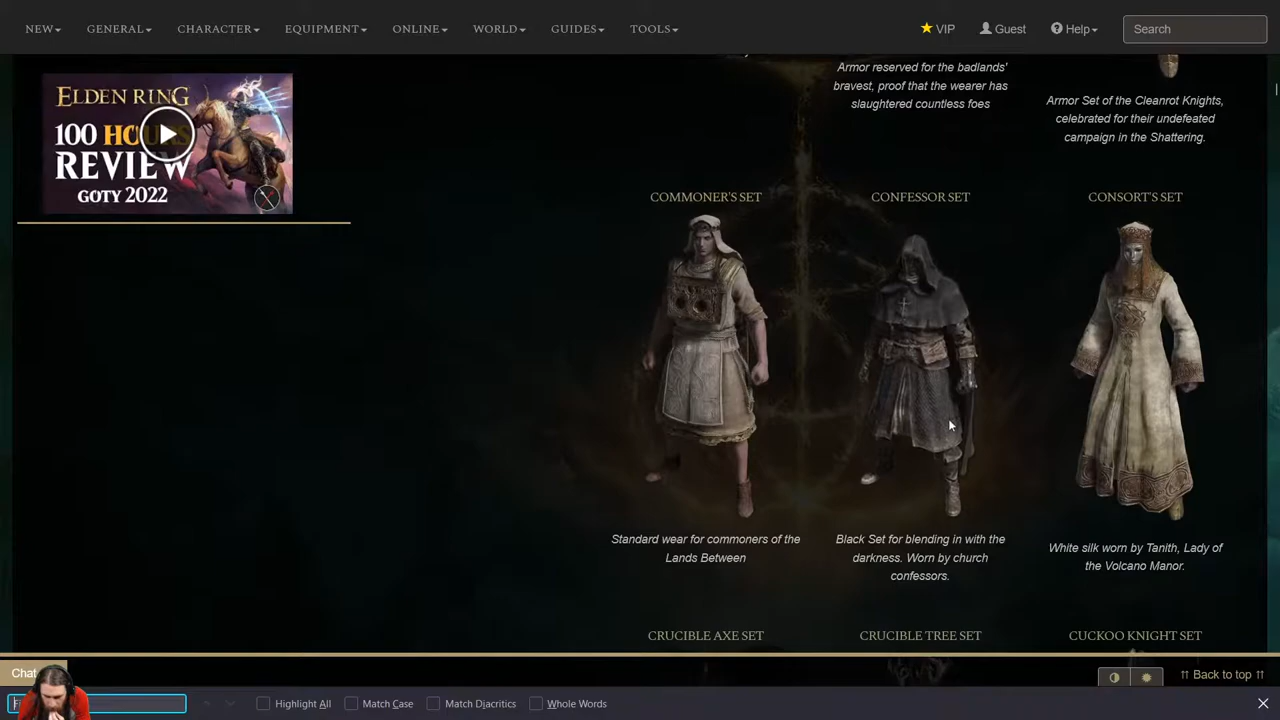 NEW GENERAL CHARACTER EQUIPMENT ONLINE WORLD GUIDES TOOLS VIP Guest Help Search
ELDEN RING
100 HOURS
REVIEW
GOTY 2022
Armor reserved for the badlands'
bravest, proof that the wearer has
slaughtered countless foes
Armor Set of the Cleanrot Knights,
celebrated for their undefeated
campaign in the Shattering.
COMMONER'S SET
CONFESSOR SET
CONSORT'S SET
Standard wear for commoners of the
Lands Between
Black Set for blending in with the
darkness. Worn by church
confessors.
White silk worn by Tanith, Lady of
the Volcano Manor.
CRUCIBLE AXE SET
CRUCIBLE TREE SET
CUCKOO KNIGHT SET
Chat
Back to top
Highlight All Match Case Match Diacritics Whole Words